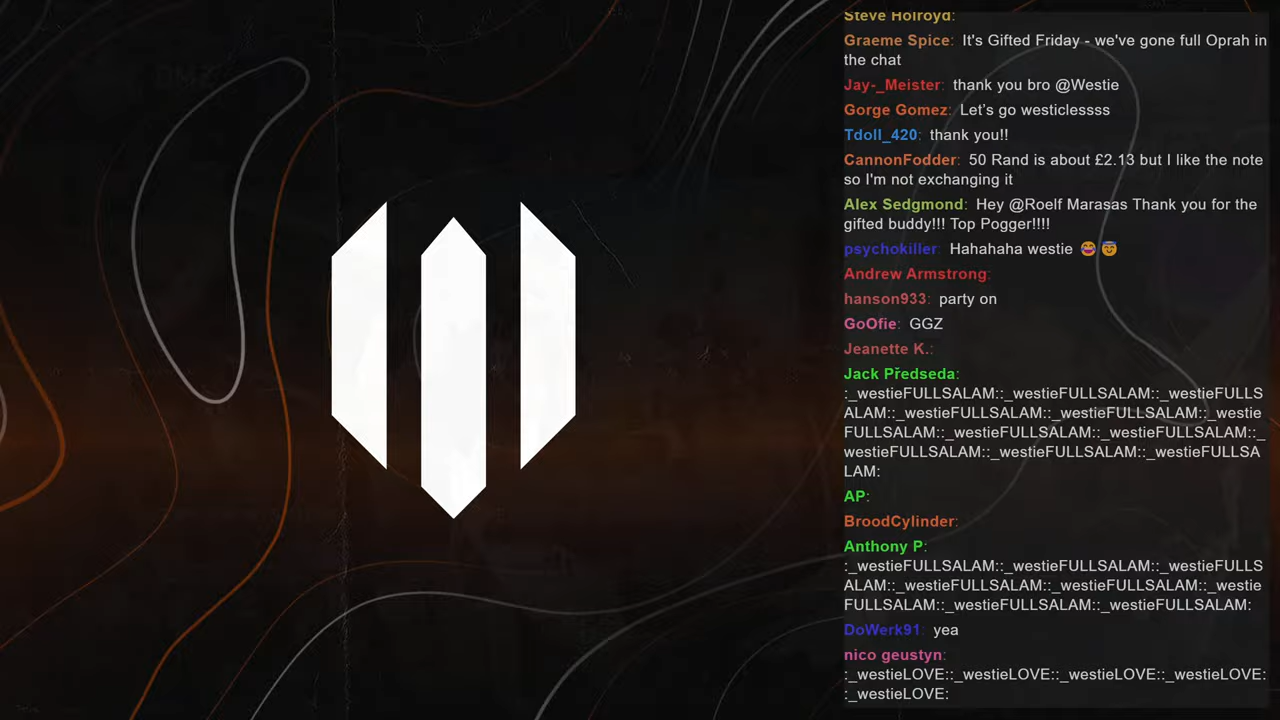 Steve Holroyd:
Graeme Spice: It's Gifted Friday - we've gone full Oprah in
the chat
Jay-_Meister: thank you bro @Westie
Gorge Gomez: Let's go westiclessss
Tdoll_420: thank you!!
CannonFodder: 50 Rand is about £2.13 but I like the note
so I'm not exchanging it
Alex Sedgmond: Hey @Roelf Marasas Thank you for the
gifted buddy!!! Top Pogger!!!!
psychokiller: Hahahaha westie 😂😇
Andrew Armstrong:
hanson933: party on
GoOfie: GGZ
Jeanette K.:
Jack Předseda:
:_westieFULLSALAM::_westieFULLSALAM::_westieFULLS
ALAM::_westieFULLSALAM::_westieFULLSALAM::_westie
FULLSALAM::_westieFULLSALAM::_westieFULLSALAM::_
westieFULLSALAM::_westieFULLSALAM::_westieFULLSA
LAM:
AP:
BroodCylinder:
Anthony P:
:_westieFULLSALAM::_westieFULLSALAM::_westieFULLS
ALAM::_westieFULLSALAM::_westieFULLSALAM::_westie
FULLSALAM::_westieFULLSALAM::_westieFULLSALAM:
DoWerk91: yea
nico geustyn:
:_westieLOVE::_westieLOVE::_westieLOVE::_westieLOVE:
:_westieLOVE: